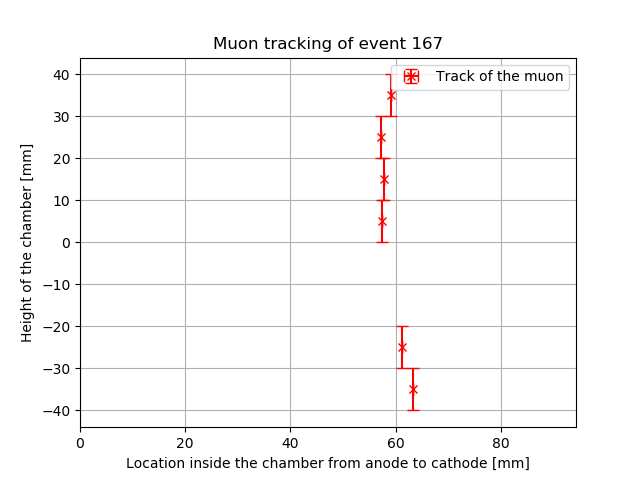 Muon tracking of event 167
Track of the muon
Height of the chamber [mm]
40
30
20
10
0
−10
−20
−30
−40
0 20 40 60 80
Location inside the chamber from anode to cathode [mm]